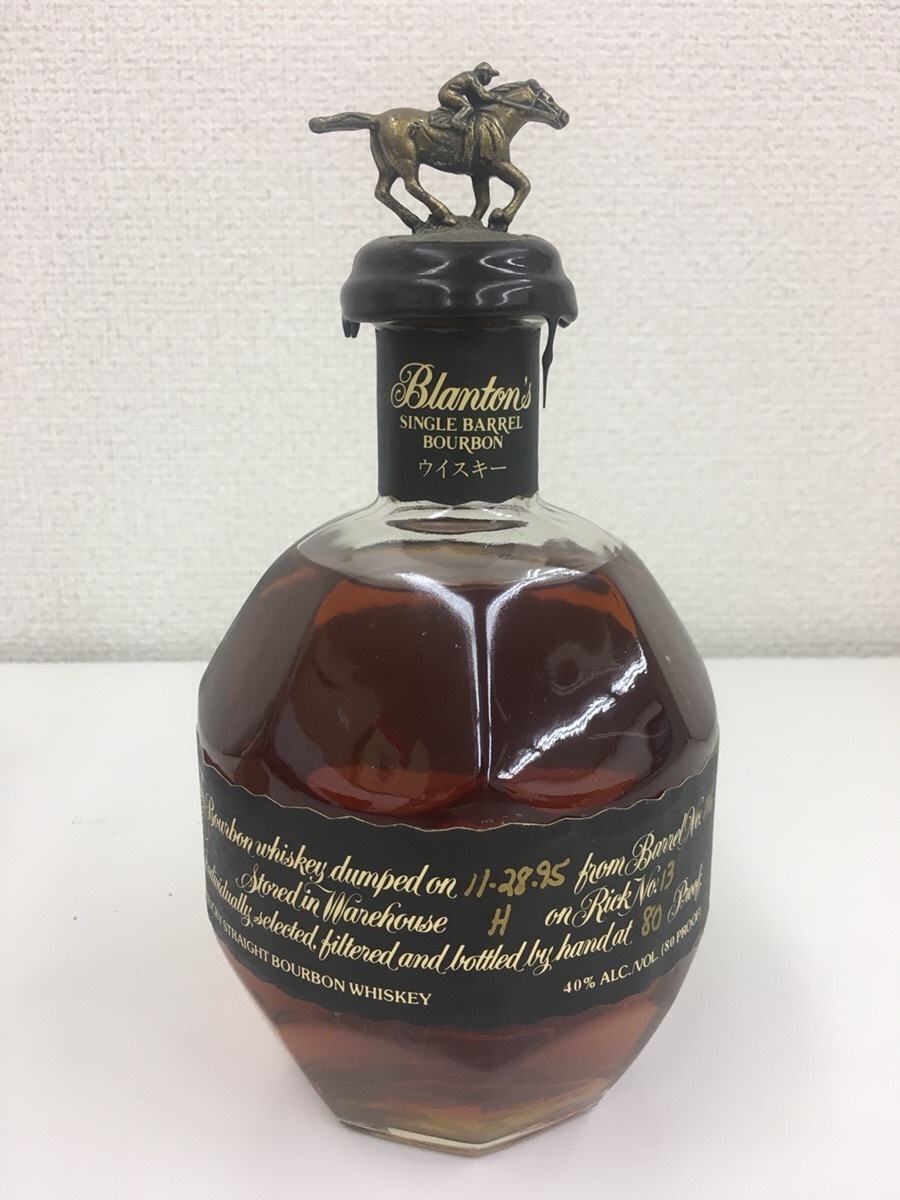 Blanton's
SINGLE BARREL
BOURBON
ウイスキー
Bourbon whiskey dumped on 11-28-95 from Barrel No.
Stored in Warehouse H on Rick No. 13
Individually selected, filtered and bottled by hand at 80 Proof
STRAIGHT BOURBON WHISKEY
40% ALC./VOL. (80 PROOF)